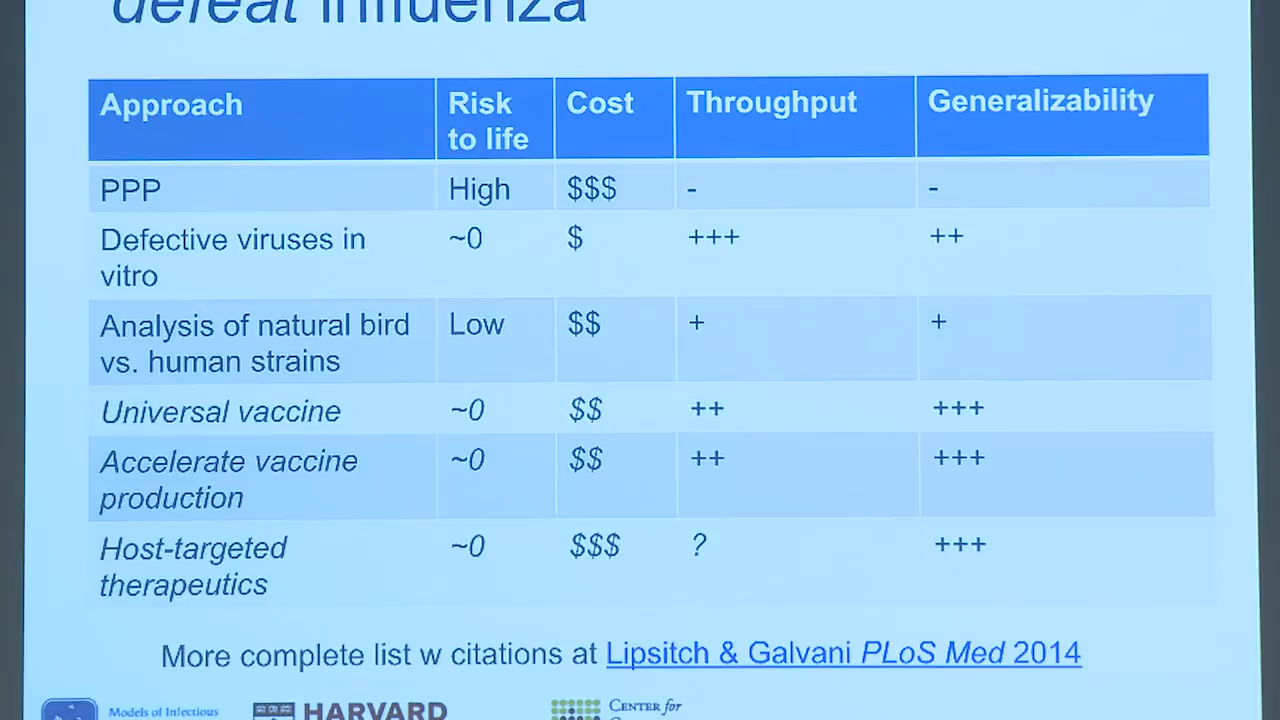 defeat influenza
Approach Risk to life Cost Throughput Generalizability
PPP High $$$ - -
Defective viruses in vitro ~0 $ +++ ++
Analysis of natural bird vs. human strains Low $$ + +
Universal vaccine ~0 $$ ++ +++
Accelerate vaccine production ~0 $$ ++ +++
Host-targeted therapeutics ~0 $$$ ? +++
More complete list w citations at Lipsitch & Galvani PLoS Med 2014
Models of Infectious HARVARD CENTER for